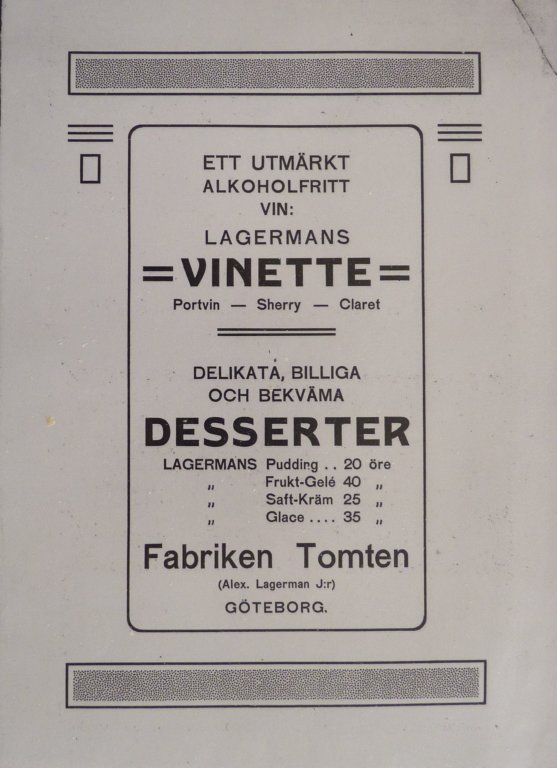 ETT UTMÄRKT
ALKOHOLFRITT
VIN:
LAGERMANS
=VINETTE=
Portvin — Sherry — Claret
DELIKATA, BILLIGA
OCH BEKVÄMA
DESSERTER
LAGERMANS Pudding . . 20 öre
„ Frukt-Gelé 40 „
„ Saft-Kräm 25 „
„ Glace .... 35 „
Fabriken Tomten
(Alex. Lagerman J:r)
GÖTEBORG.